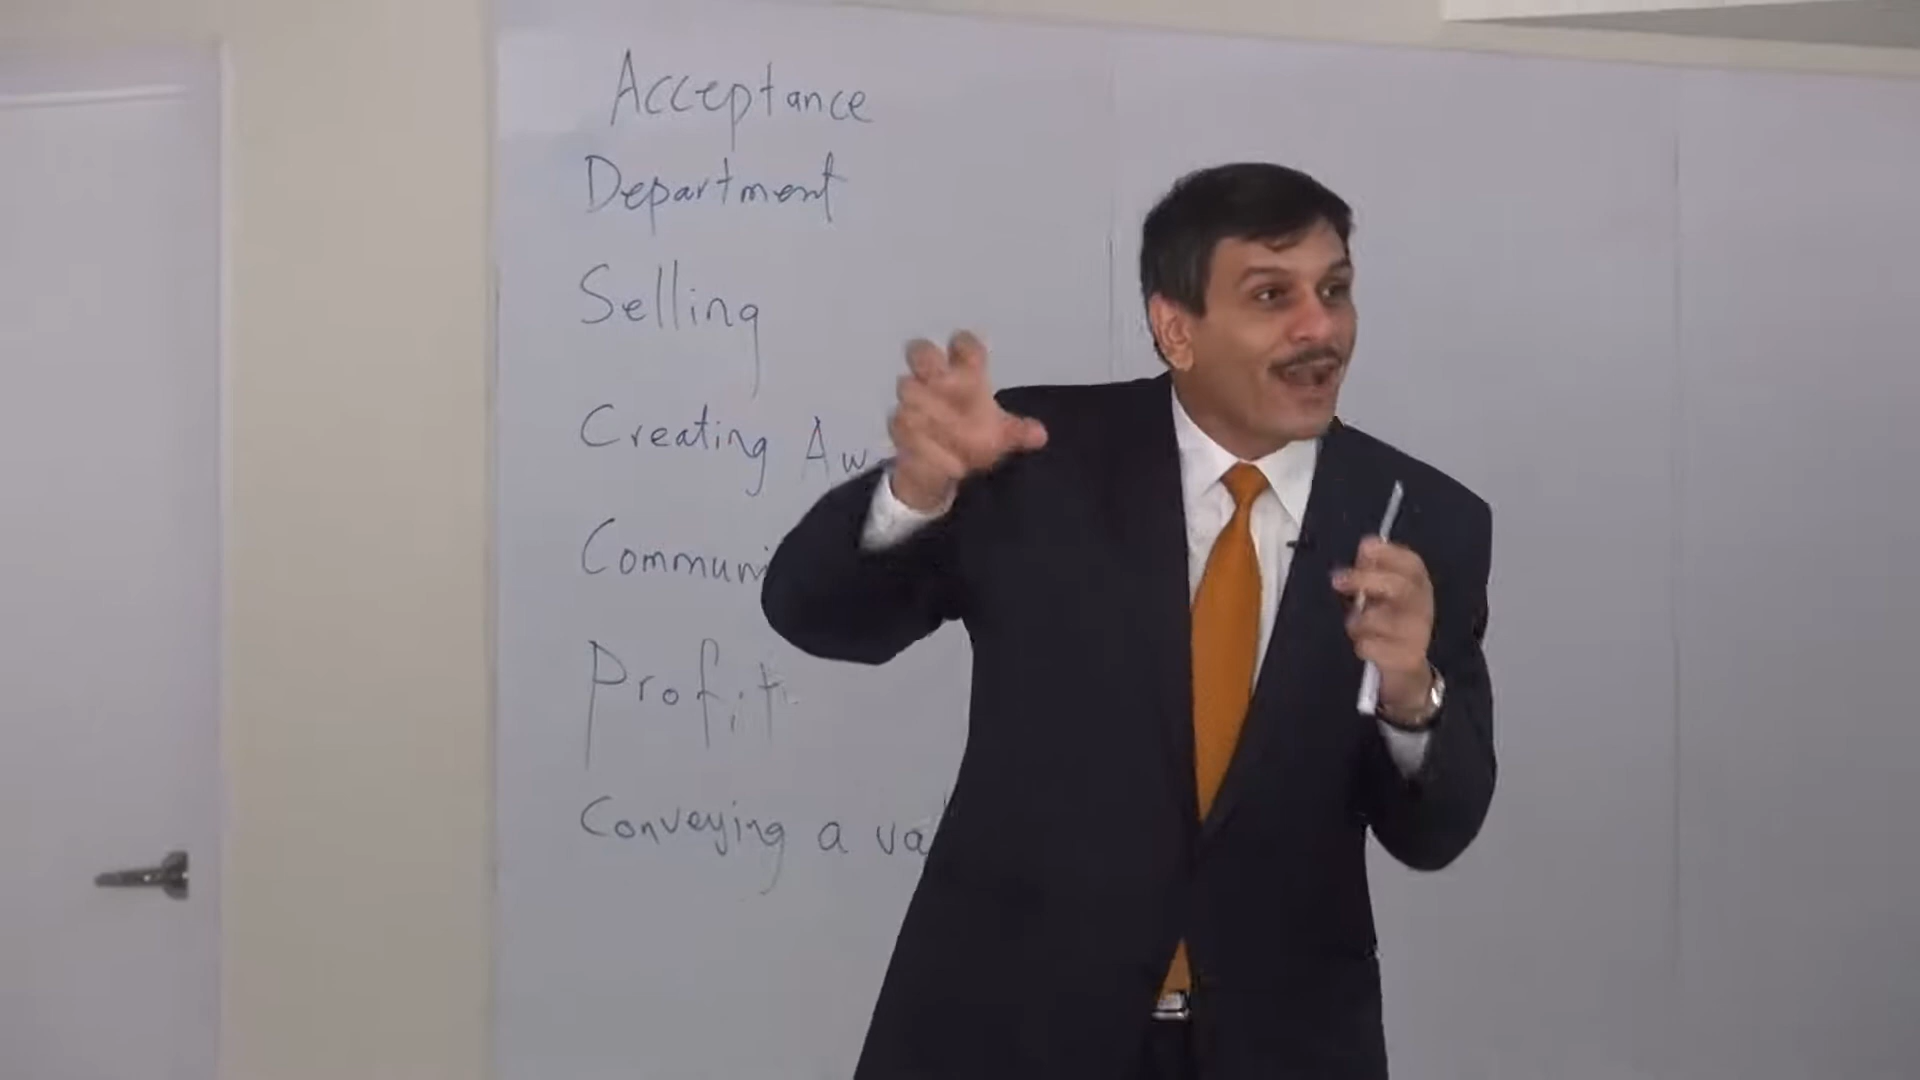 Acceptance
Department
Selling
Creating Aw
Communi
Profit
Conveying a va